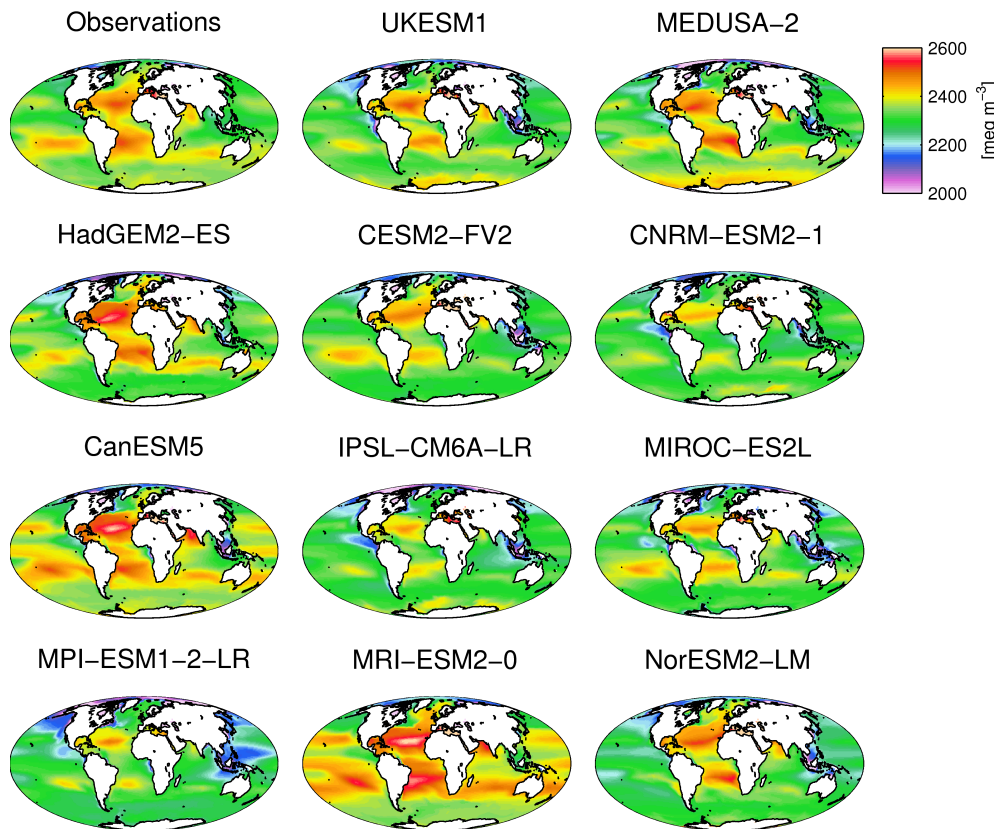 Observations
UKESM1
MEDUSA−2
2600
2400
2200
2000
[meq m−3]
HadGEM2−ES
CESM2−FV2
CNRM−ESM2−1
CanESM5
IPSL−CM6A−LR
MIROC−ES2L
MPI−ESM1−2−LR
MRI−ESM2−0
NorESM2−LM